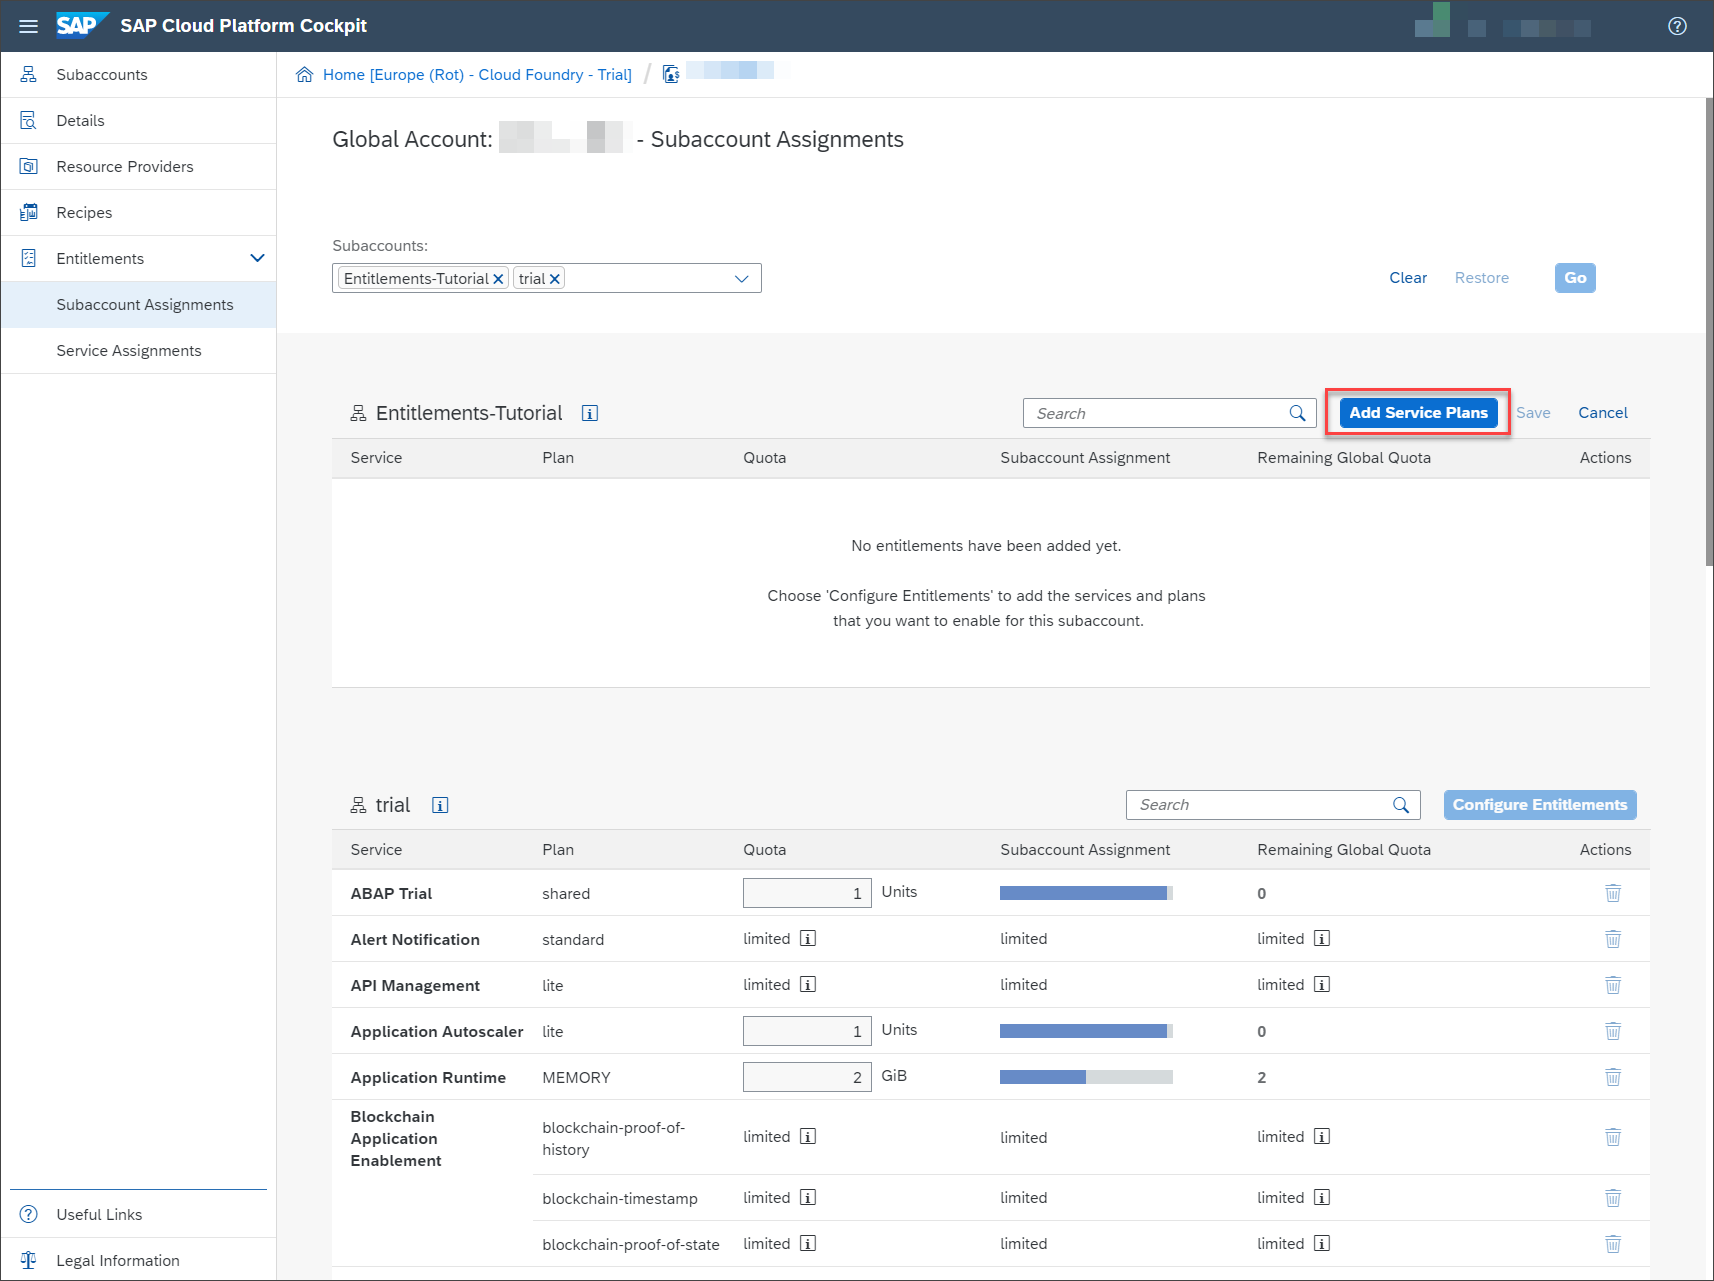 SAP SAP Cloud Platform Cockpit
Subaccounts
Details
Resource Providers
Recipes
Entitlements
Subaccount Assignments
Service Assignments
Useful Links
Legal Information
Home [Europe (Rot) - Cloud Foundry - Trial] /
Global Account: - Subaccount Assignments
Subaccounts:
Entitlements-Tutorial trial
Clear Restore Go
Entitlements-Tutorial Search Add Service Plans Save Cancel
Service Plan Quota Subaccount Assignment Remaining Global Quota Actions
No entitlements have been added yet.
Choose 'Configure Entitlements' to add the services and plans
that you want to enable for this subaccount.
trial Search Configure Entitlements
Service Plan Quota Subaccount Assignment Remaining Global Quota Actions
ABAP Trial shared 1 Units 0
Alert Notification standard limited limited limited
API Management lite limited limited limited
Application Autoscaler lite 1 Units 0
Application Runtime MEMORY 2 GiB 2
Blockchain
Application
Enablement
blockchain-proof-of-
history
limited limited limited
blockchain-timestamp limited limited limited
blockchain-proof-of-state limited limited limited